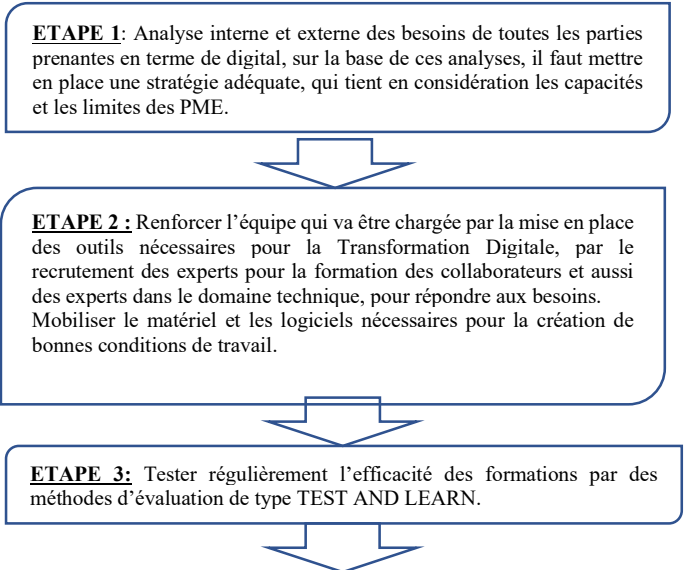 ETAPE 1: Analyse interne et externe des besoins de toutes les parties
prenantes en terme de digital, sur la base de ces analyses, il faut mettre
en place une stratégie adéquate, qui tient en considération les capacités
et les limites des PME.
ETAPE 2 : Renforcer l’équipe qui va être chargée par la mise en place
des outils nécessaires pour la Transformation Digitale, par le
recrutement des experts pour la formation des collaborateurs et aussi
des experts dans le domaine technique, pour répondre aux besoins.
Mobiliser le matériel et les logiciels nécessaires pour la création de
bonnes conditions de travail.
ETAPE 3: Tester régulièrement l’efficacité des formations par des
méthodes d’évaluation de type TEST AND LEARN.